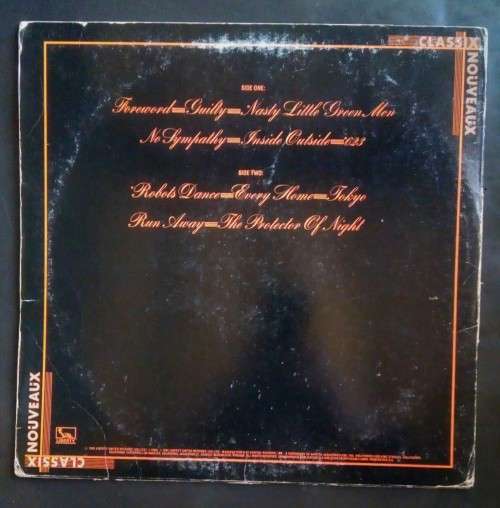 CLASSIX
NOUVEAUX
SIDE ONE:
Foreword=Guilty=Nasty Little Green Men
No Sympathy=Inside Outside=623
SIDE TWO:
Robots Dance=Every Home=Tokyo
Run Away=The Protector Of Night
NOUVEAUX
CLASSIX
LIBERTY